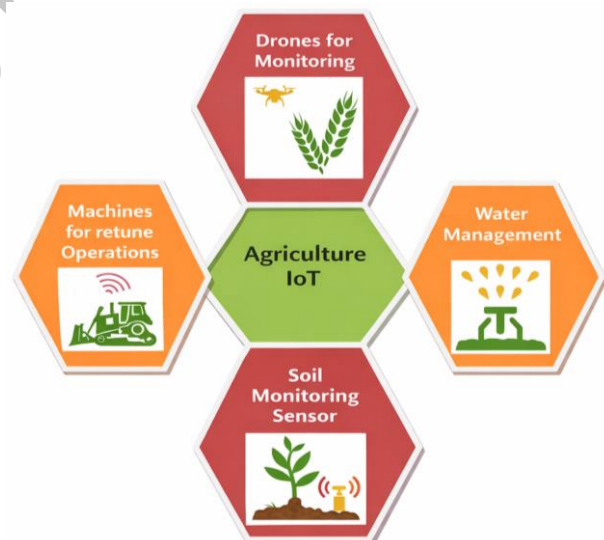 Drones for
Monitoring
Machines
for retune
Operations
Agriculture
IoT
Water
Management
Soil
Monitoring
Sensor